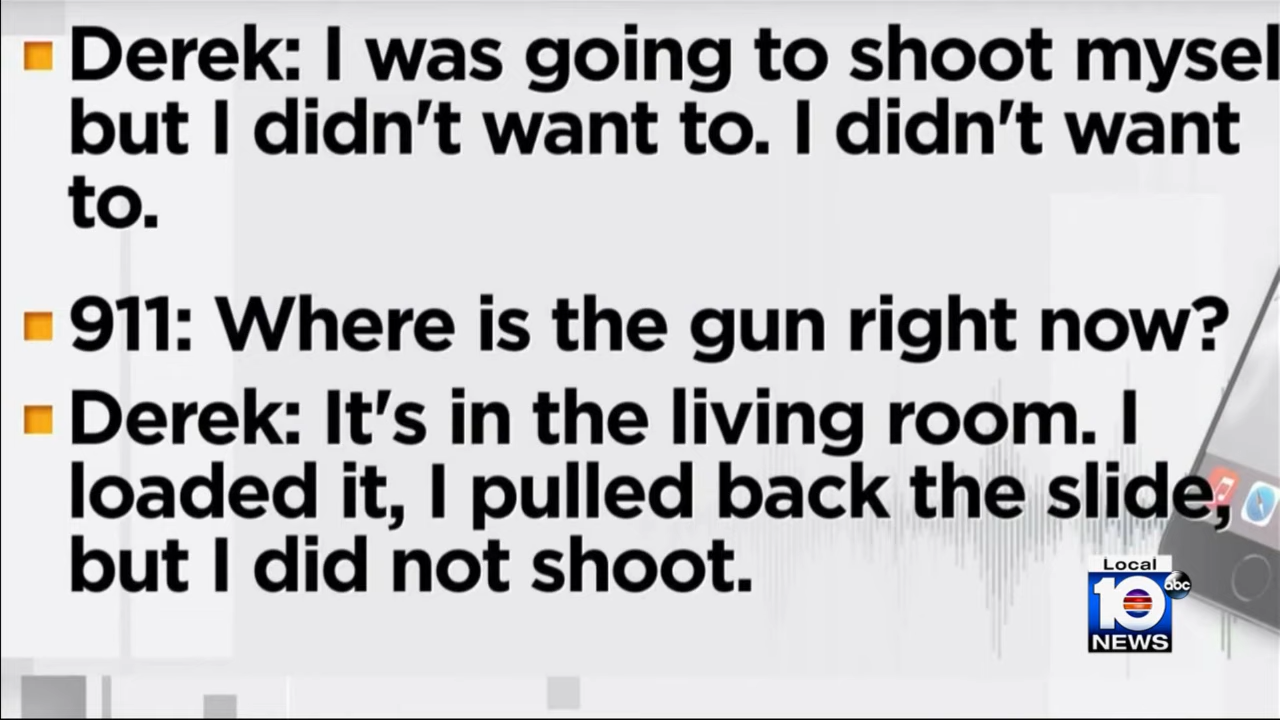 Derek: I was going to shoot mysel
but I didn't want to. I didn't want
to.
911: Where is the gun right now?
Derek: It's in the living room. I
loaded it, I pulled back the slide,
but I did not shoot.
Local
10 abc
NEWS